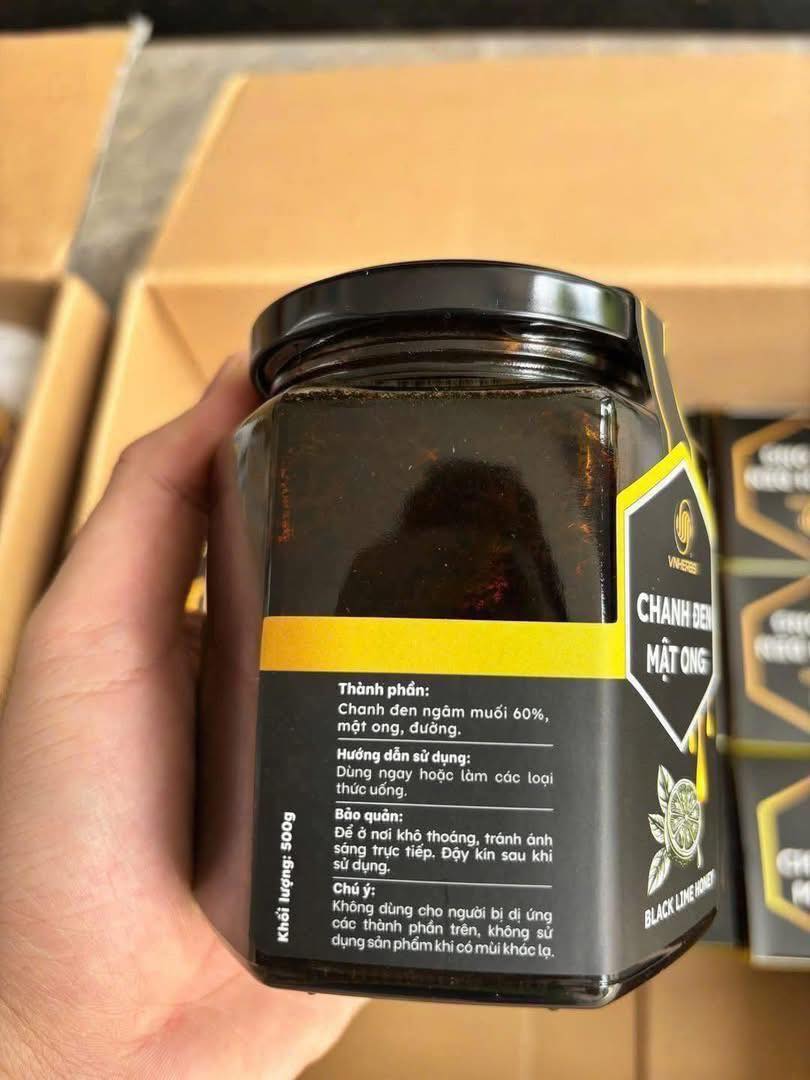 Thành phần:
Chanh đen ngâm muối 60%,
mật ong, đường.
Hướng dẫn sử dụng:
Dùng ngay hoặc làm các loại
thức uống.
Bảo quản:
Để ở nơi khô thoáng, tránh ánh
sáng trực tiếp. Đậy kín sau khi
sử dụng.
Chú ý:
Không dùng cho người bị dị ứng
các thành phần trên, không sử
dụng sản phẩm khi có mùi khác lạ.
Khối lượng: 500g
VNHERBS
CHANH ĐEN
MẬT ONG
BLACK LIME HONEY